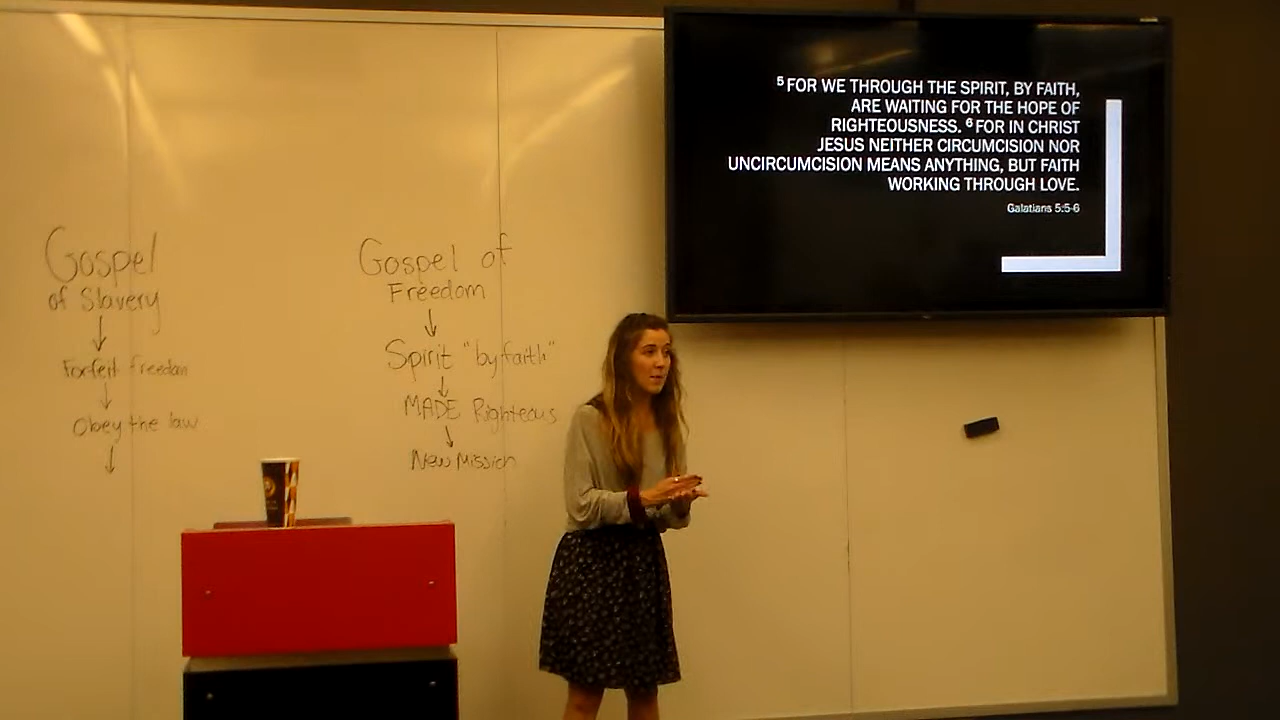 ⁵ FOR WE THROUGH THE SPIRIT, BY FAITH,
ARE WAITING FOR THE HOPE OF
RIGHTEOUSNESS. ⁶ FOR IN CHRIST
JESUS NEITHER CIRCUMCISION NOR
UNCIRCUMCISION MEANS ANYTHING, BUT FAITH
WORKING THROUGH LOVE.
Galatians 5:5-6
Gospel
of Slavery
Forfeit freedom
Obey the law
Gospel of
Freedom
Spirit "by faith"
MADE Righteous
New Mission